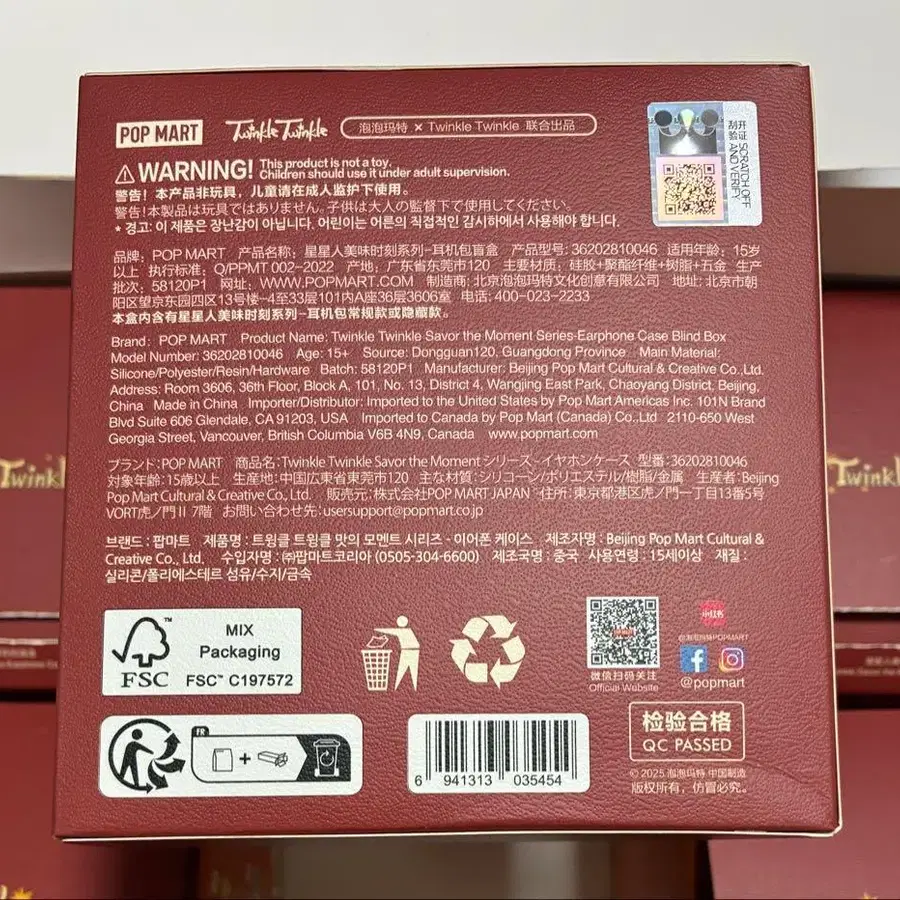 POP MART Twinkle Twinkle 泡泡玛特 × Twinkle Twinkle 联合出品
刮开验证 SCRATCH OFF AND VERIFY
WARNING! This product is not a toy.
Children should use it under adult supervision.
警告！本产品非玩具，儿童请在成人监护下使用。
警告！本製品は玩具ではありません。子供は大人の監督下で使用してください。
* 경고: 이 제품은 장난감이 아닙니다. 어린이는 어른의 직접적인 감시하에서 사용해야 합니다.
品牌：POP MART 产品名称：星星人美味时刻系列-耳机包盲盒 产品型号：36202810046 适用年龄：15岁
以上 执行标准：Q/PPMT 002-2022 产地：广东省东莞市120 主要材质：硅胶+聚酯纤维+树脂+五金 生产
批次：58120P1 网址：WWW.POPMART.COM 制造商：北京泡泡玛特文化创意有限公司 地址：北京市朝
阳区望京东园四区13号楼-4至33层101内A座36层3606室 电话：400-023-2233
本盒内含有星星人美味时刻系列-耳机包常规款或隐藏款。
Brand: POP MART Product Name: Twinkle Twinkle Savor the Moment Series-Earphone Case Blind Box
Model Number: 36202810046 Age: 15+ Source: Dongguan120, Guangdong Province Main Material:
Silicone/Polyester/Resin/Hardware Batch: 58120P1 Manufacturer: Beijing Pop Mart Cultural & Creative Co.,Ltd.
Address: Room 3606, 36th Floor, Block A, 101, No. 13, District 4, Wangjing East Park, Chaoyang District, Beijing,
China Made in China Importer/Distributor: Imported to the United States by Pop Mart Americas Inc. 101N Brand
Blvd Suite 606 Glendale, CA 91203, USA Imported to Canada by Pop Mart (Canada) Co.,Ltd 2110-650 West
Georgia Street, Vancouver, British Columbia V6B 4N9, Canada www.popmart.com
ブランド：POP MART 商品名：Twinkle Twinkle Savor the Moment シリーズ - イヤホンケース 型番：36202810046
対象年齢：15歳以上 生産地：中国広東省東莞市120 主な材質：シリコーン/ポリエステル/樹脂/金属 生産者：Beijing
Pop Mart Cultural & Creative Co., Ltd. 販売元：株式会社POP MART JAPAN 住所：東京都港区虎ノ門一丁目13番5号
VORT虎ノ門Ⅱ 7階 お問い合わせ先：usersupport@popmart.co.jp
브랜드 : 팝마트 제품명 : 트윙클 트윙클 맛의 모멘트 시리즈 - 이어폰 케이스 제조자명 : Beijing Pop Mart Cultural &
Creative Co., Ltd. 수입자명 : ㈜팝마트코리아 (0505-304-6600) 제조국명 : 중국 사용연령 : 15세이상 재질 :
실리콘/폴리에스테르 섬유/수지/금속
FSC
MIX
Packaging
FSC™ C197572
微信扫码关注
Official Website
小红书
@泡泡玛特POPMART
@popmart
FR
6 941313 035454
检验合格
QC PASSED
© 2025 泡泡玛特 中国制造
版权所有，仿冒必究。
Twinkl
Twinkl